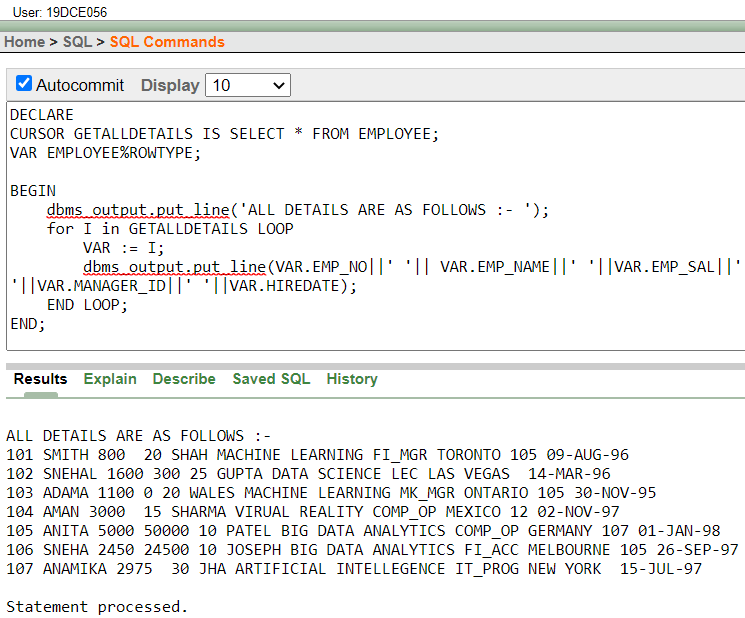 User: 19DCE056
Home > SQL > SQL Commands
Autocommit Display 10
DECLARE
CURSOR GETALLDETAILS IS SELECT * FROM EMPLOYEE;
VAR EMPLOYEE%ROWTYPE;
BEGIN
dbms_output.put_line('ALL DETAILS ARE AS FOLLOWS :- ');
for I in GETALLDETAILS LOOP
VAR := I;
dbms_output.put_line(VAR.EMP_NO||' '|| VAR.EMP_NAME||' '||VAR.EMP_SAL||'
'||VAR.MANAGER_ID||' '||VAR.HIREDATE);
END LOOP;
END;
Results Explain Describe Saved SQL History
ALL DETAILS ARE AS FOLLOWS :-
101 SMITH 800  20 SHAH MACHINE LEARNING FI_MGR TORONTO 105 09-AUG-96
102 SNEHAL 1600 300 25 GUPTA DATA SCIENCE LEC LAS VEGAS  14-MAR-96
103 ADAMA 1100 0 20 WALES MACHINE LEARNING MK_MGR ONTARIO 105 30-NOV-95
104 AMAN 3000  15 SHARMA VIRUAL REALITY COMP_OP MEXICO 12 02-NOV-97
105 ANITA 5000 50000 10 PATEL BIG DATA ANALYTICS COMP_OP GERMANY 107 01-JAN-98
106 SNEHA 2450 24500 10 JOSEPH BIG DATA ANALYTICS FI_ACC MELBOURNE 105 26-SEP-97
107 ANAMIKA 2975  30 JHA ARTIFICIAL INTELLEGENCE IT_PROG NEW YORK  15-JUL-97
Statement processed.